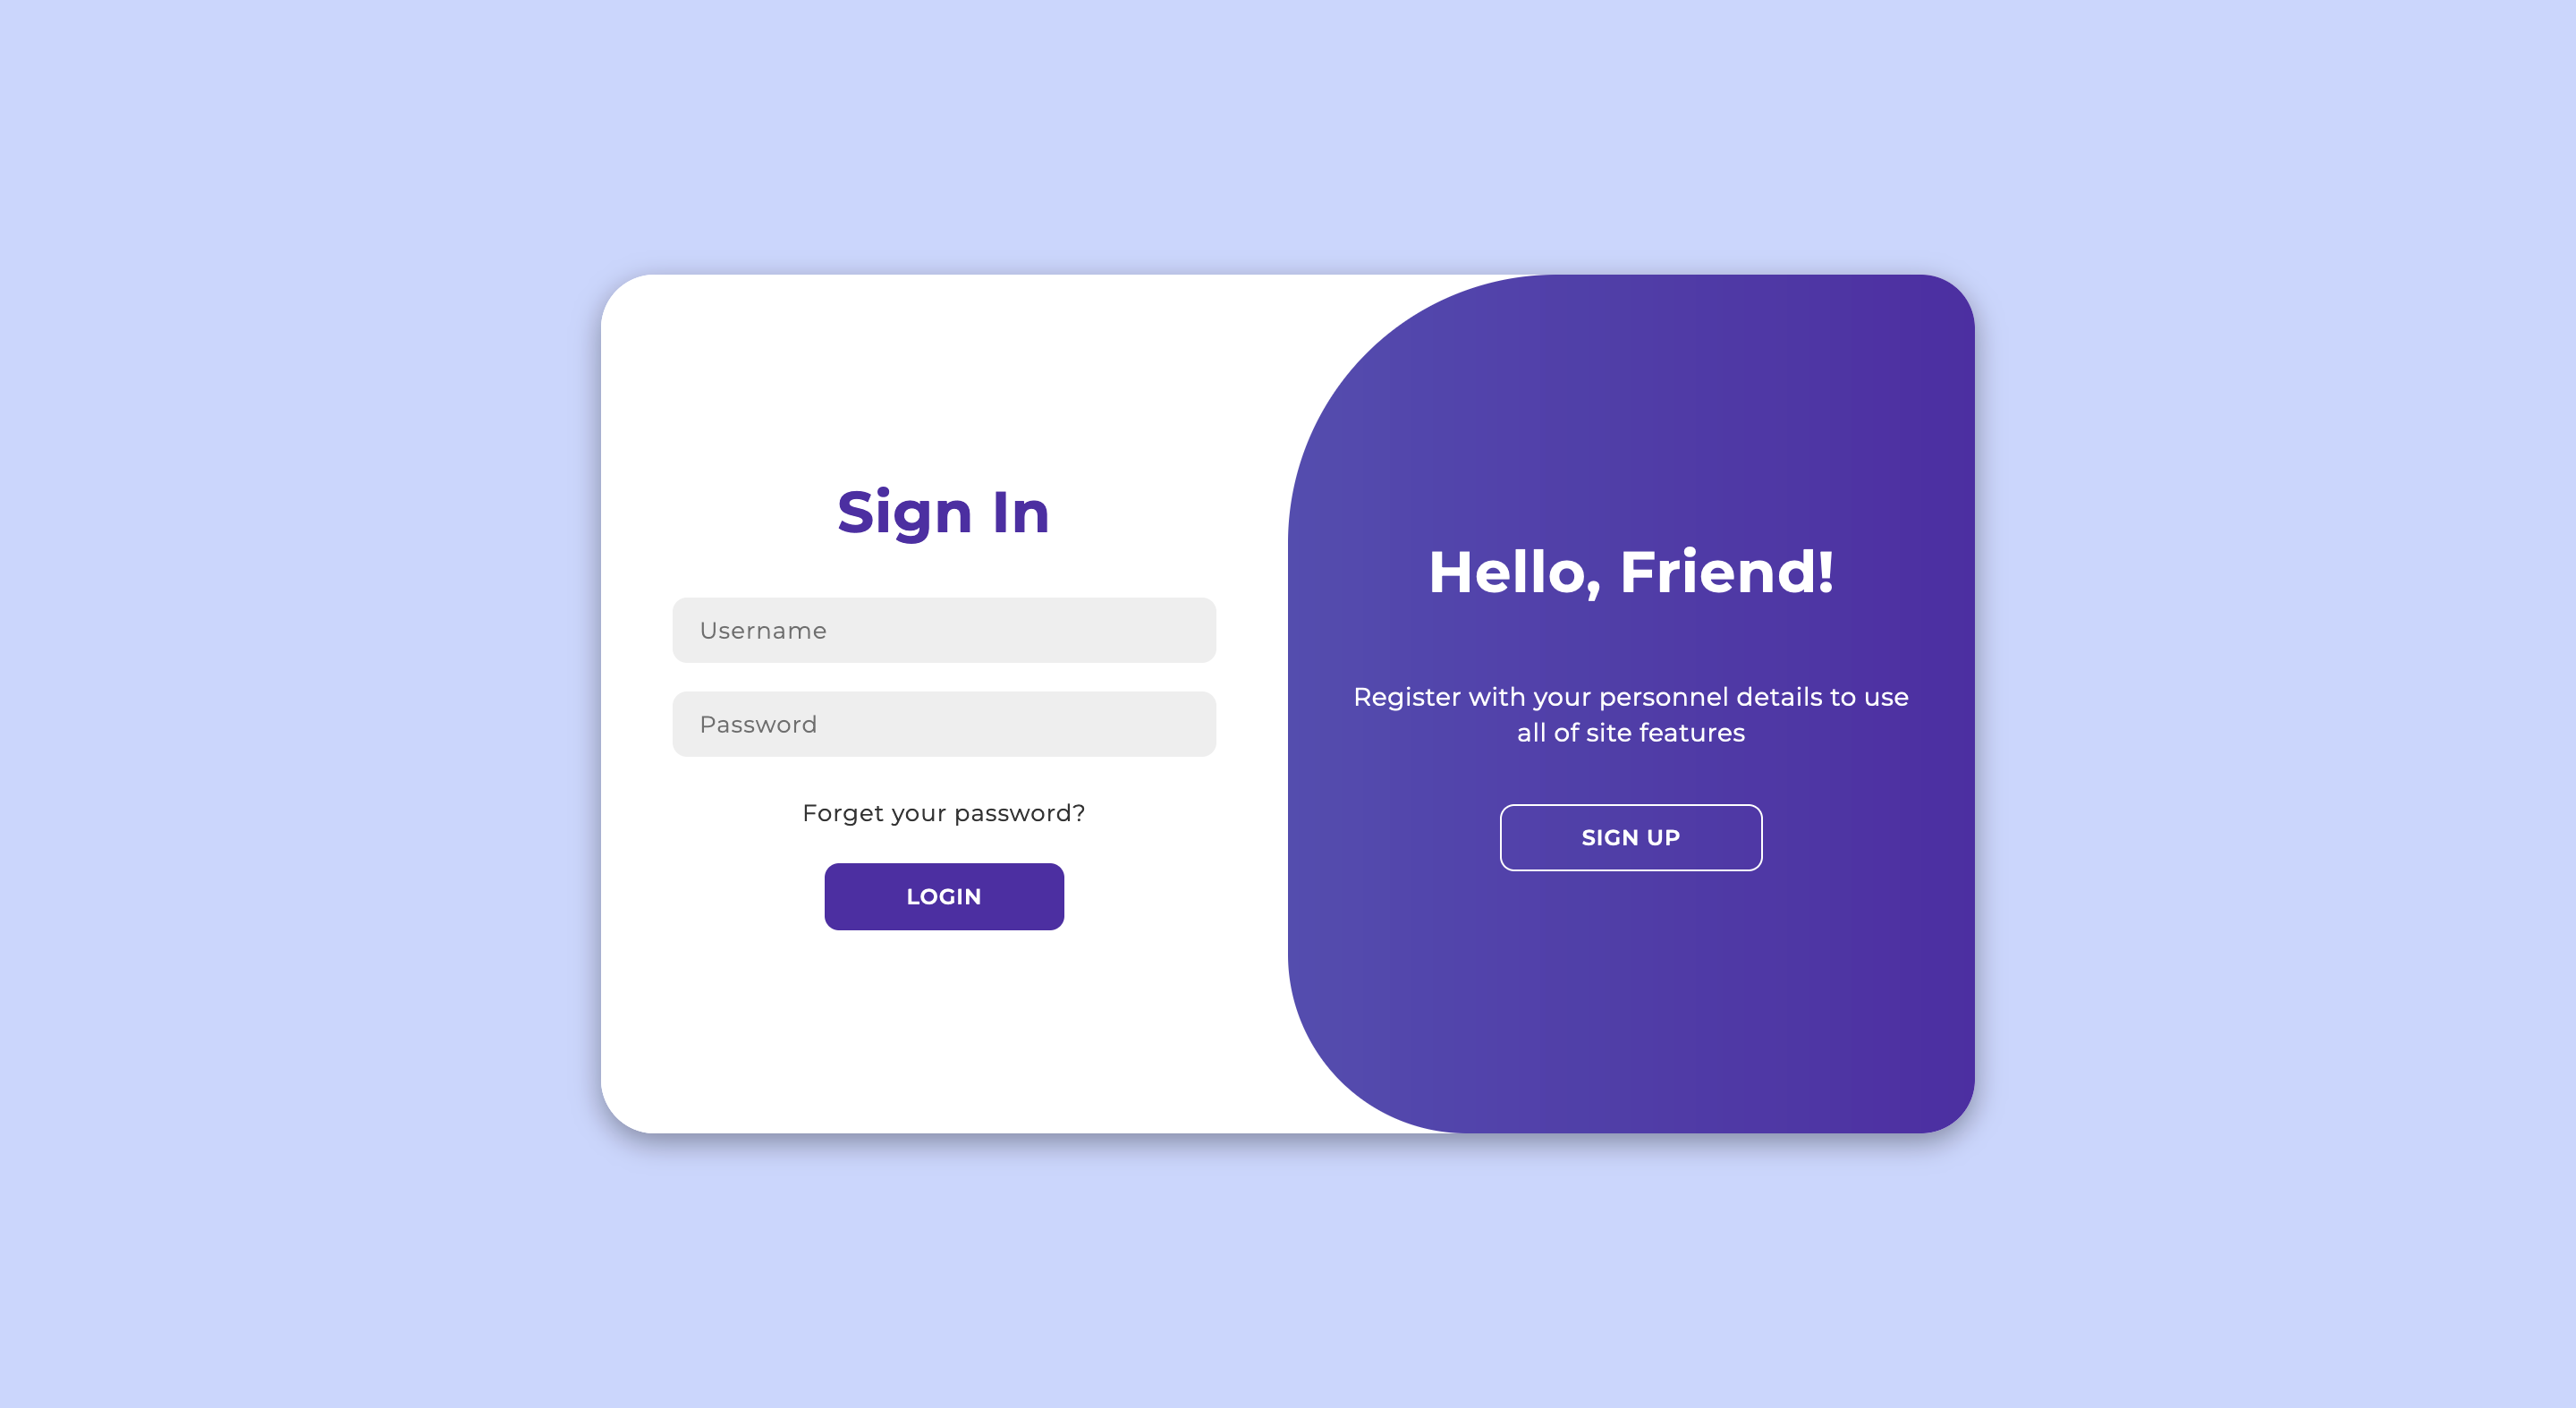 Sign In
Username
Password
Forget your password?
LOGIN
Hello, Friend!
Register with your personnel details to use
all of site features
SIGN UP